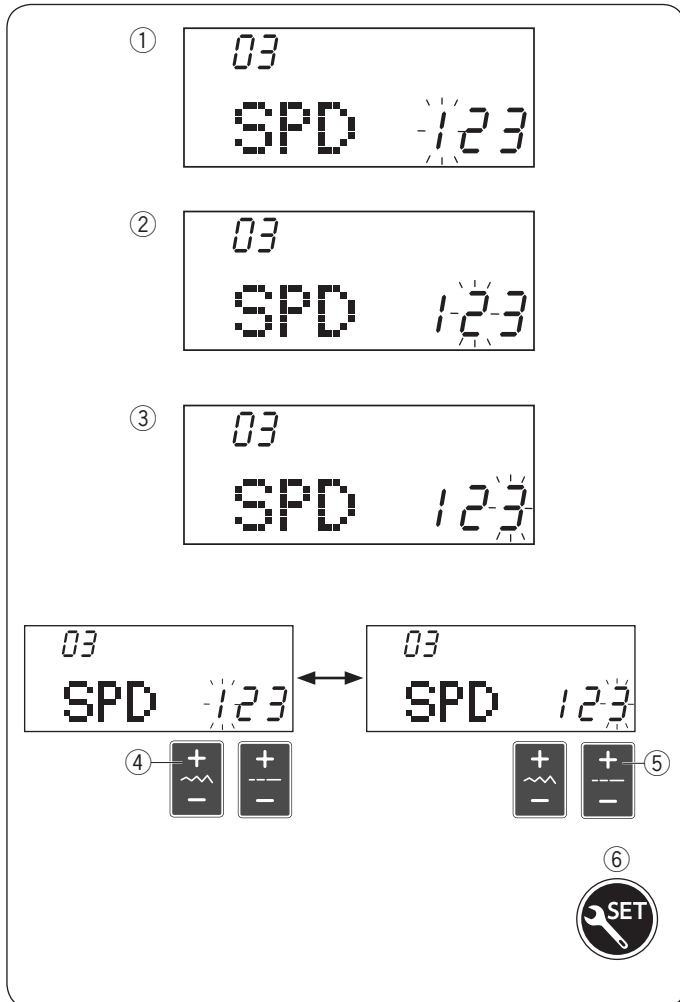 ①
03
SPD 123
②
03
SPD 123
③
03
SPD 123
03
SPD 123
03
SPD 123
④ + + + + ⑤
− − − −
⑥
SET